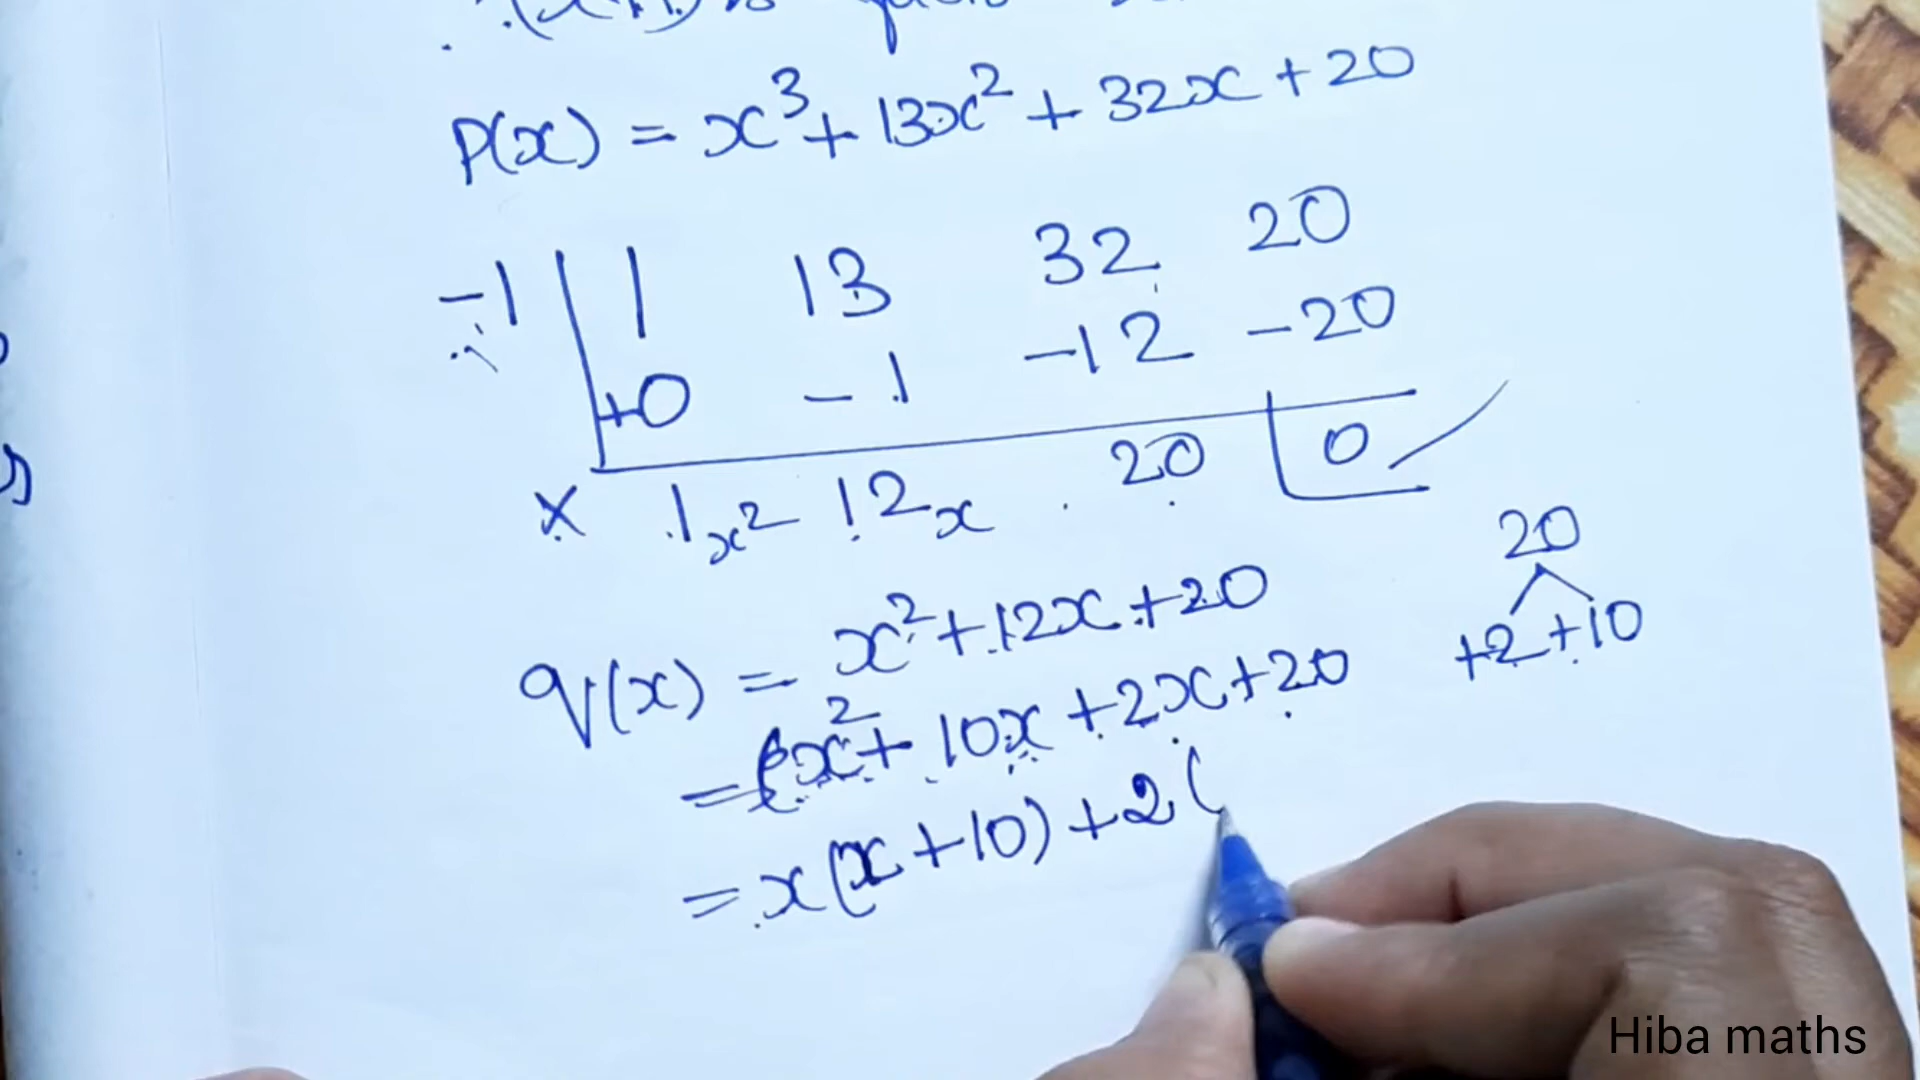 P(x) = x³ + 13x² + 32x + 20
-1 | 1 13 32 20
+0 -1 -12 -20
x 1x² 12x 20 | 0
20
+2 +10
q(x) = x² + 12x + 20
= x² + 10x + 2x + 20
= x(x + 10) + 2(
Hiba maths